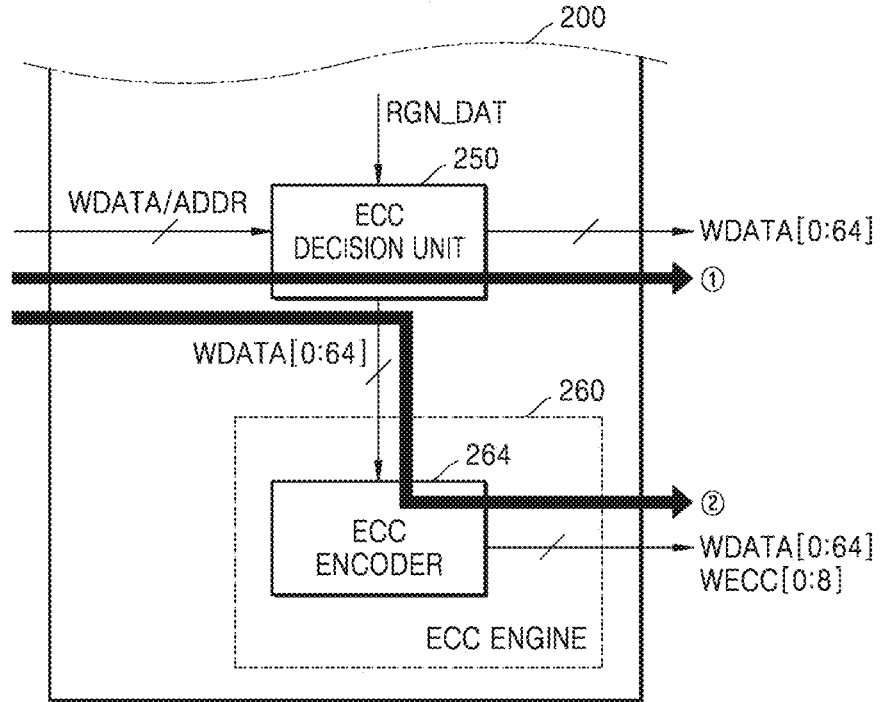 200
RGN_DAT
250
WDATA/ADDR
ECC
DECISION UNIT
WDATA[0:64]
①
WDATA[0:64]
260
264
②
ECC
ENCODER
WDATA[0:64]
WECC[0:8]
ECC ENGINE